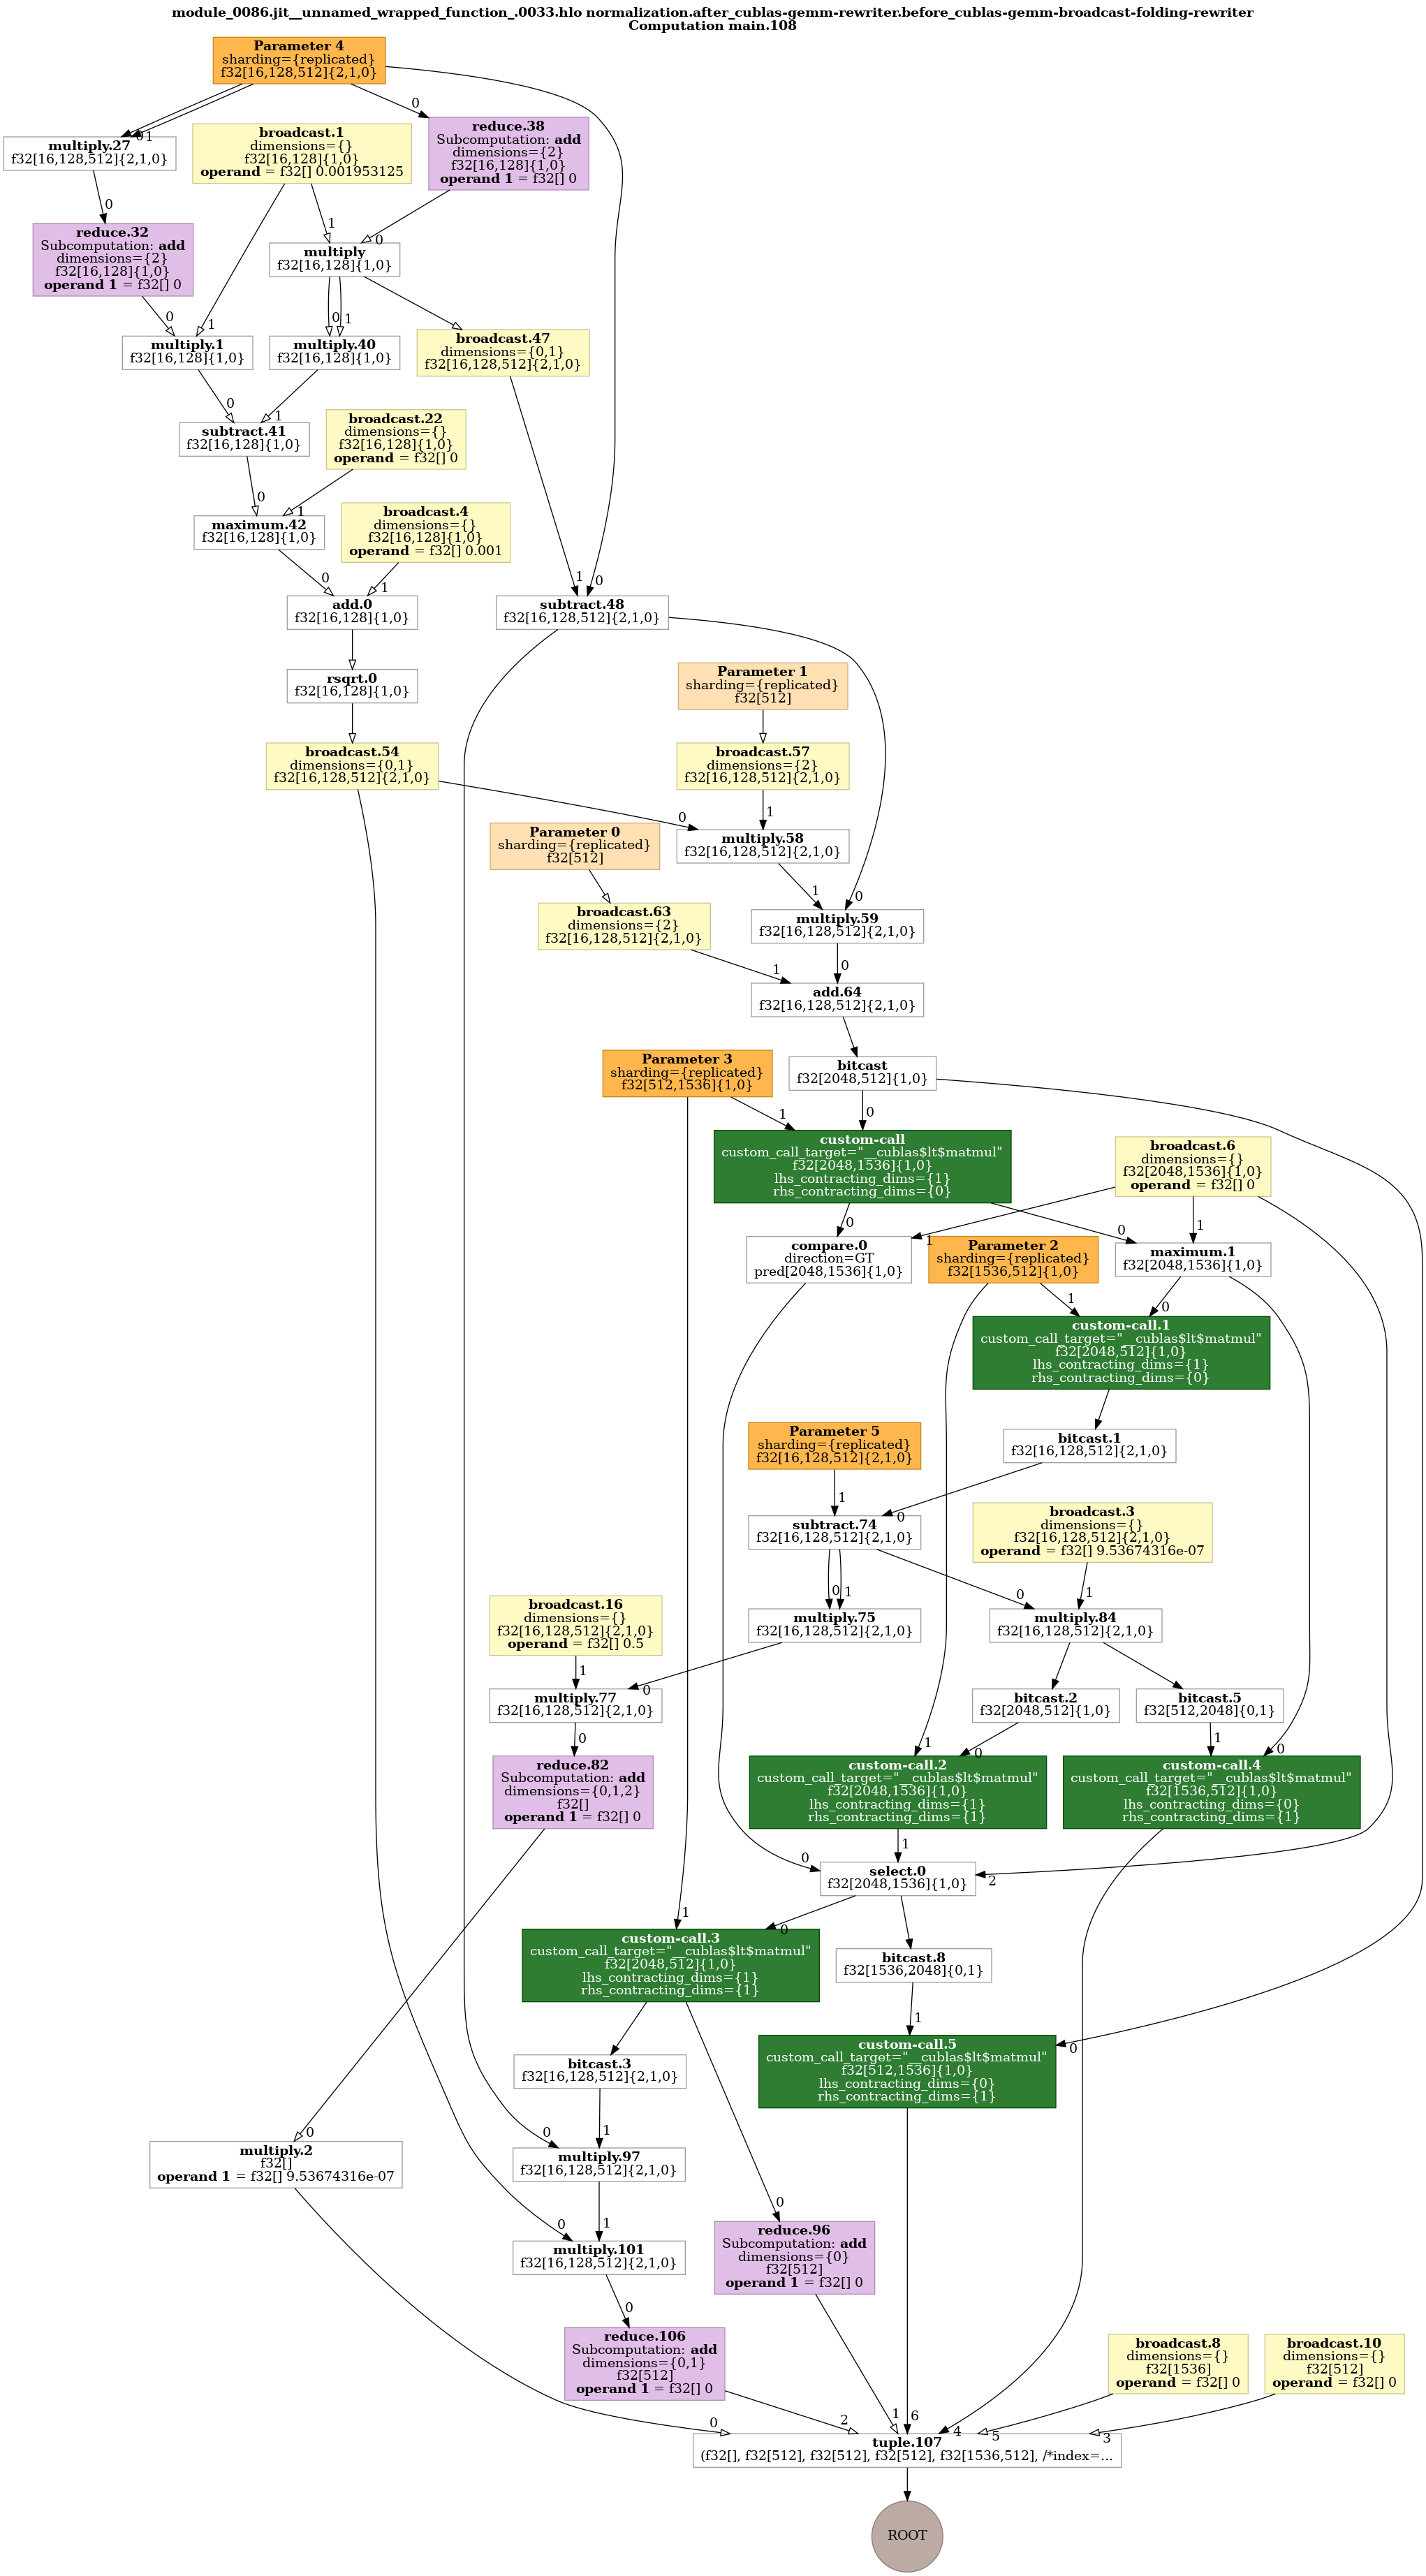 module_0086.jit__unnamed_wrapped_function_.0033.hlo normalization.after_cublas-gemm-rewriter.before_cublas-gemm-broadcast-folding-rewriter
Computation main.108
Parameter 4
sharding={replicated}
f32[16,128,512]{2,1,0}
0
0
1
multiply.27
f32[16,128,512]{2,1,0}
broadcast.1
dimensions={}
f32[16,128]{1,0}
operand = f32[] 0.001953125
reduce.38
Subcomputation: add
dimensions={2}
f32[16,128]{1,0}
operand 1 = f32[] 0
0
1
0
reduce.32
Subcomputation: add
dimensions={2}
f32[16,128]{1,0}
operand 1 = f32[] 0
multiply
f32[16,128]{1,0}
0
1
0
1
multiply.1
f32[16,128]{1,0}
multiply.40
f32[16,128]{1,0}
broadcast.47
dimensions={0,1}
f32[16,128,512]{2,1,0}
0
1
subtract.41
f32[16,128]{1,0}
broadcast.22
dimensions={}
f32[16,128]{1,0}
operand = f32[] 0
0
1
maximum.42
f32[16,128]{1,0}
broadcast.4
dimensions={}
f32[16,128]{1,0}
operand = f32[] 0.001
0
1
1
0
add.0
f32[16,128]{1,0}
subtract.48
f32[16,128,512]{2,1,0}
rsqrt.0
f32[16,128]{1,0}
Parameter 1
sharding={replicated}
f32[512]
broadcast.54
dimensions={0,1}
f32[16,128,512]{2,1,0}
broadcast.57
dimensions={2}
f32[16,128,512]{2,1,0}
0
1
Parameter 0
sharding={replicated}
f32[512]
multiply.58
f32[16,128,512]{2,1,0}
1
0
broadcast.63
dimensions={2}
f32[16,128,512]{2,1,0}
multiply.59
f32[16,128,512]{2,1,0}
1
0
add.64
f32[16,128,512]{2,1,0}
Parameter 3
sharding={replicated}
f32[512,1536]{1,0}
bitcast
f32[2048,512]{1,0}
1
0
custom-call
custom_call_target="__cublas$lt$matmul"
f32[2048,1536]{1,0}
lhs_contracting_dims={1}
rhs_contracting_dims={0}
broadcast.6
dimensions={}
f32[2048,1536]{1,0}
operand = f32[] 0
0
1
0
1
compare.0
direction=GT
pred[2048,1536]{1,0}
Parameter 2
sharding={replicated}
f32[1536,512]{1,0}
maximum.1
f32[2048,1536]{1,0}
1
0
custom-call.1
custom_call_target="__cublas$lt$matmul"
f32[2048,512]{1,0}
lhs_contracting_dims={1}
rhs_contracting_dims={0}
Parameter 5
sharding={replicated}
f32[16,128,512]{2,1,0}
bitcast.1
f32[16,128,512]{2,1,0}
1
0
subtract.74
f32[16,128,512]{2,1,0}
broadcast.3
dimensions={}
f32[16,128,512]{2,1,0}
operand = f32[] 9.53674316e-07
0
1
0
1
broadcast.16
dimensions={}
f32[16,128,512]{2,1,0}
operand = f32[] 0.5
multiply.75
f32[16,128,512]{2,1,0}
multiply.84
f32[16,128,512]{2,1,0}
1
0
multiply.77
f32[16,128,512]{2,1,0}
bitcast.2
f32[2048,512]{1,0}
bitcast.5
f32[512,2048]{0,1}
0
1
0
1
0
reduce.82
Subcomputation: add
dimensions={0,1,2}
f32[]
operand 1 = f32[] 0
custom-call.2
custom_call_target="__cublas$lt$matmul"
f32[2048,1536]{1,0}
lhs_contracting_dims={1}
rhs_contracting_dims={1}
custom-call.4
custom_call_target="__cublas$lt$matmul"
f32[1536,512]{1,0}
lhs_contracting_dims={0}
rhs_contracting_dims={1}
0
1
2
select.0
f32[2048,1536]{1,0}
1
0
custom-call.3
custom_call_target="__cublas$lt$matmul"
f32[2048,512]{1,0}
lhs_contracting_dims={1}
rhs_contracting_dims={1}
bitcast.8
f32[1536,2048]{0,1}
1
0
custom-call.5
custom_call_target="__cublas$lt$matmul"
f32[512,1536]{1,0}
lhs_contracting_dims={0}
rhs_contracting_dims={1}
bitcast.3
f32[16,128,512]{2,1,0}
0
0
1
multiply.2
f32[]
operand 1 = f32[] 9.53674316e-07
multiply.97
f32[16,128,512]{2,1,0}
0
1
0
multiply.101
f32[16,128,512]{2,1,0}
reduce.96
Subcomputation: add
dimensions={0}
f32[512]
operand 1 = f32[] 0
0
reduce.106
Subcomputation: add
dimensions={0,1}
f32[512]
operand 1 = f32[] 0
broadcast.8
dimensions={}
f32[1536]
operand = f32[] 0
broadcast.10
dimensions={}
f32[512]
operand = f32[] 0
0
2
1
6
4
5
3
tuple.107
(f32[], f32[512], f32[512], f32[512], f32[1536,512], /*index=...
ROOT